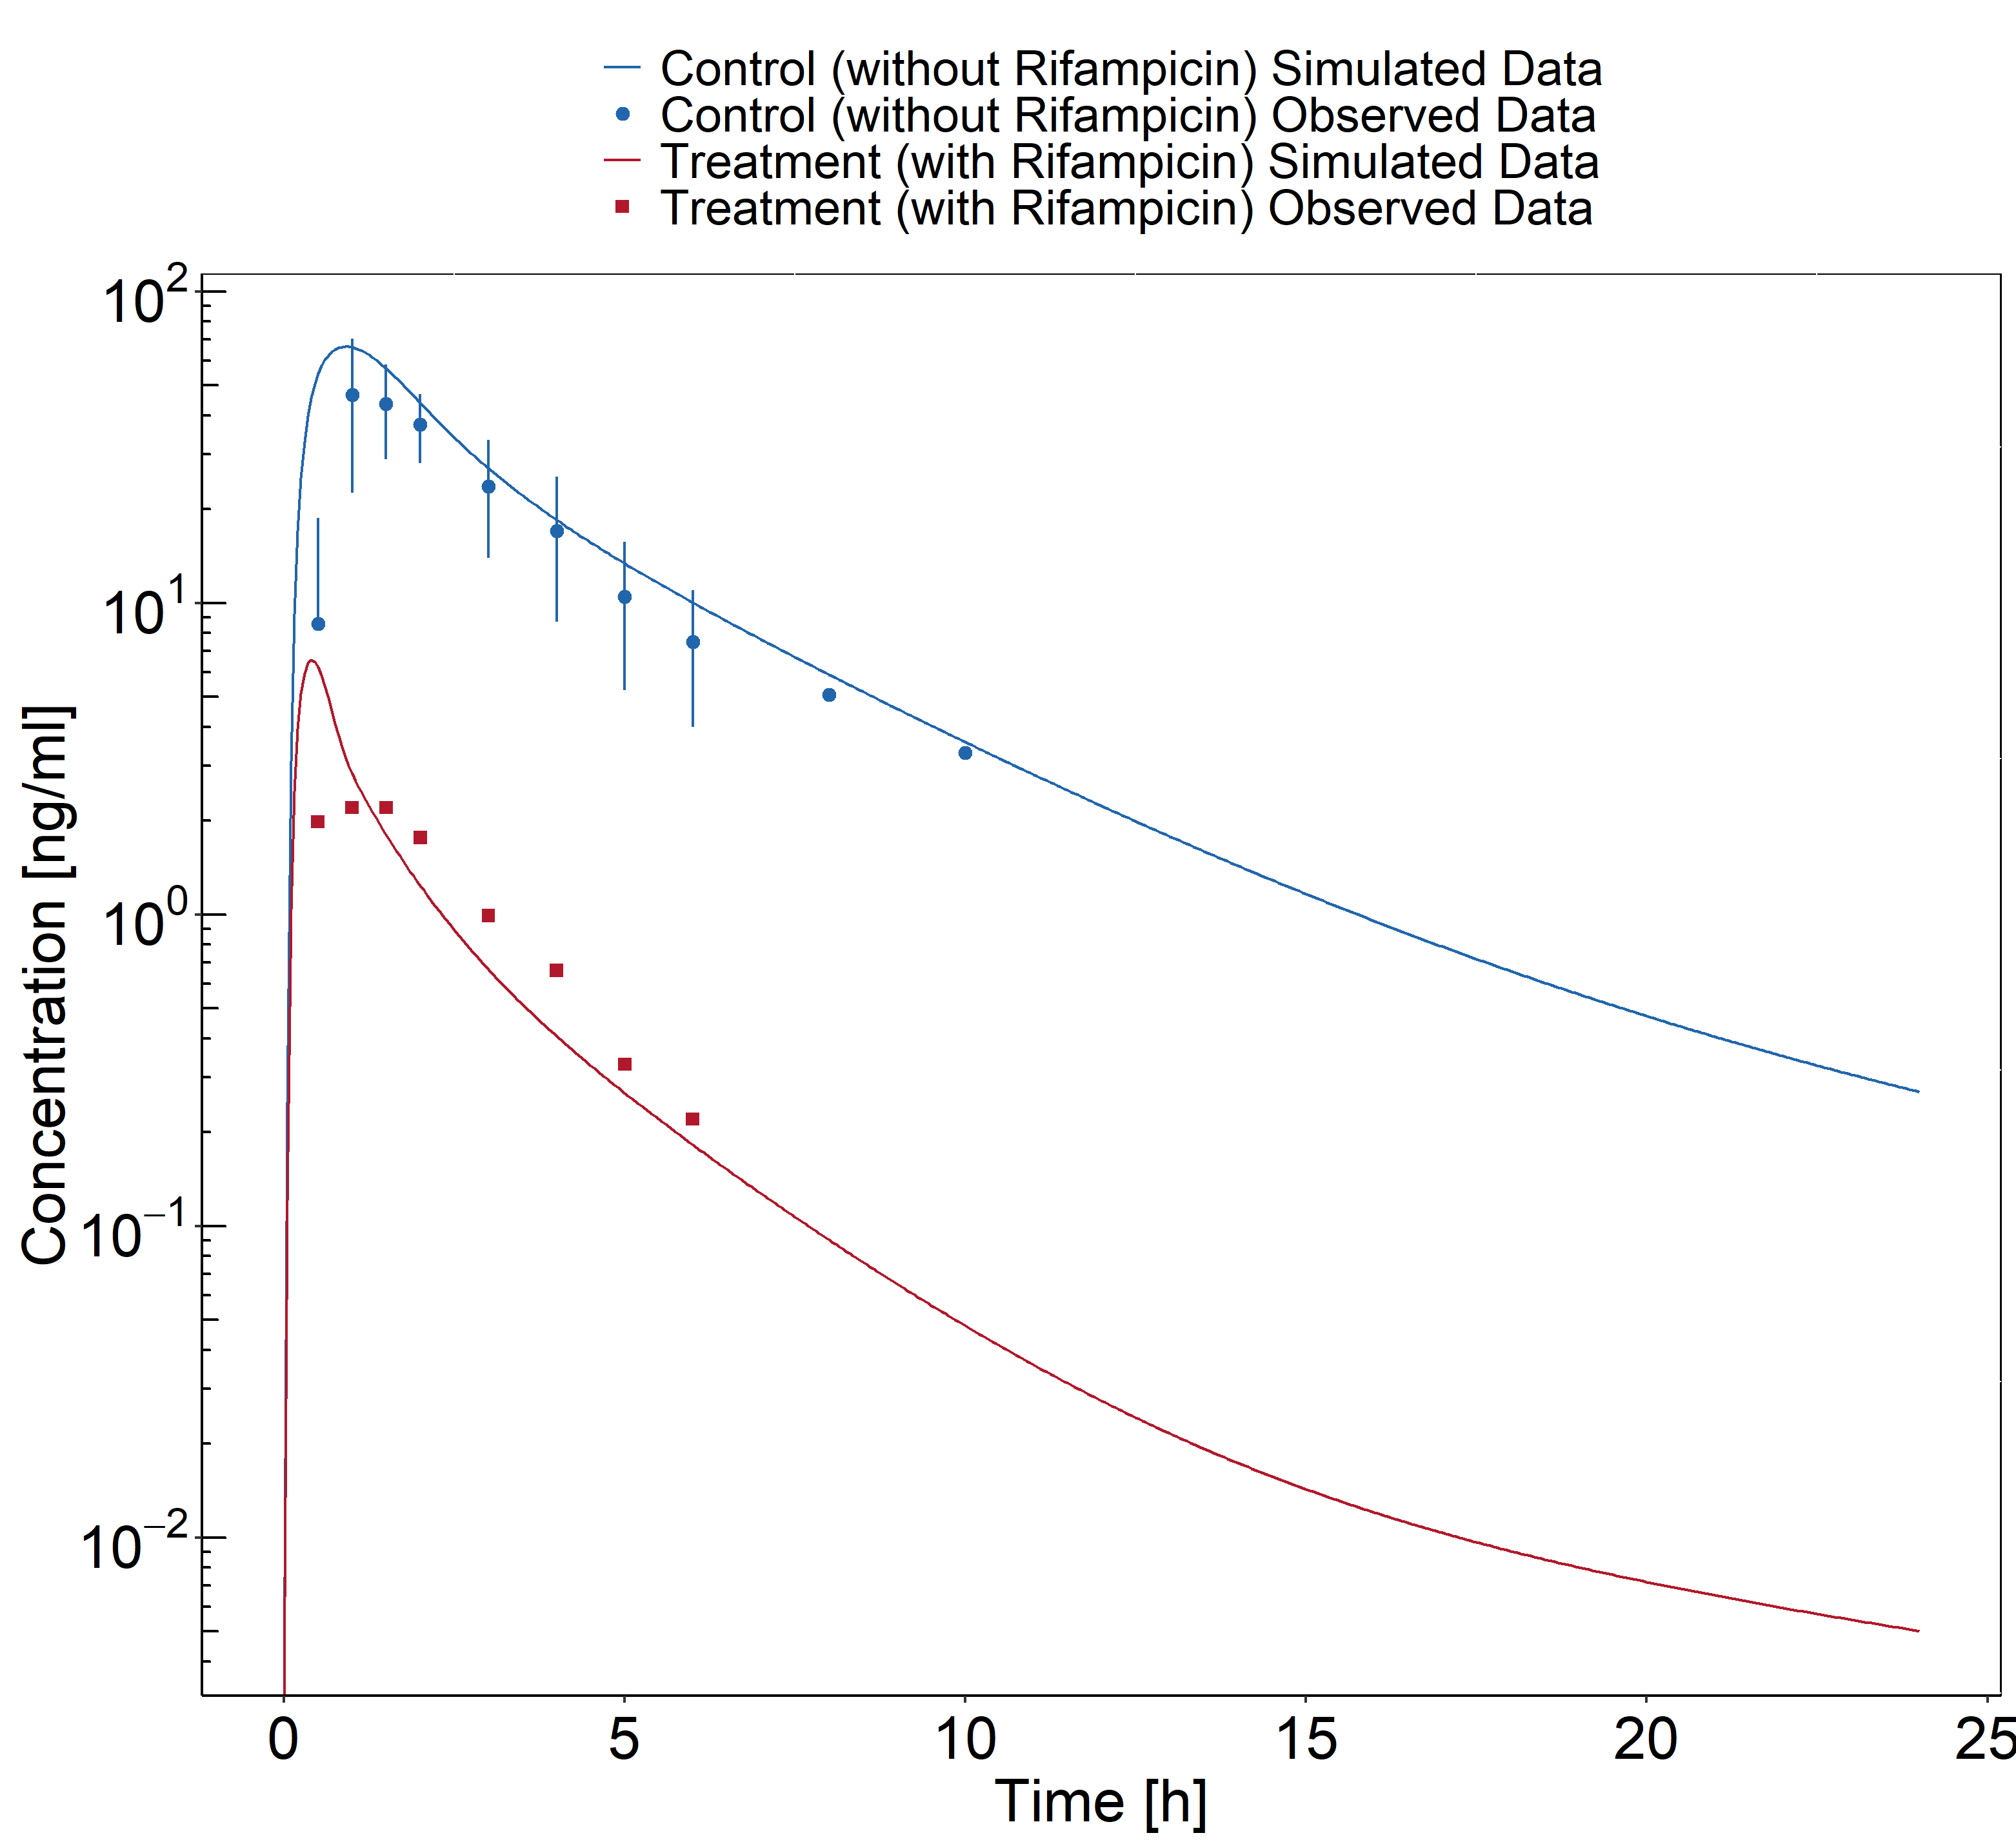 Control (without Rifampicin) Simulated Data
Control (without Rifampicin) Observed Data
Treatment (with Rifampicin) Simulated Data
Treatment (with Rifampicin) Observed Data
10²
10¹
10⁰
10⁻¹
10⁻²
Concentration [ng/ml]
0 5 10 15 20 25
Time [h]